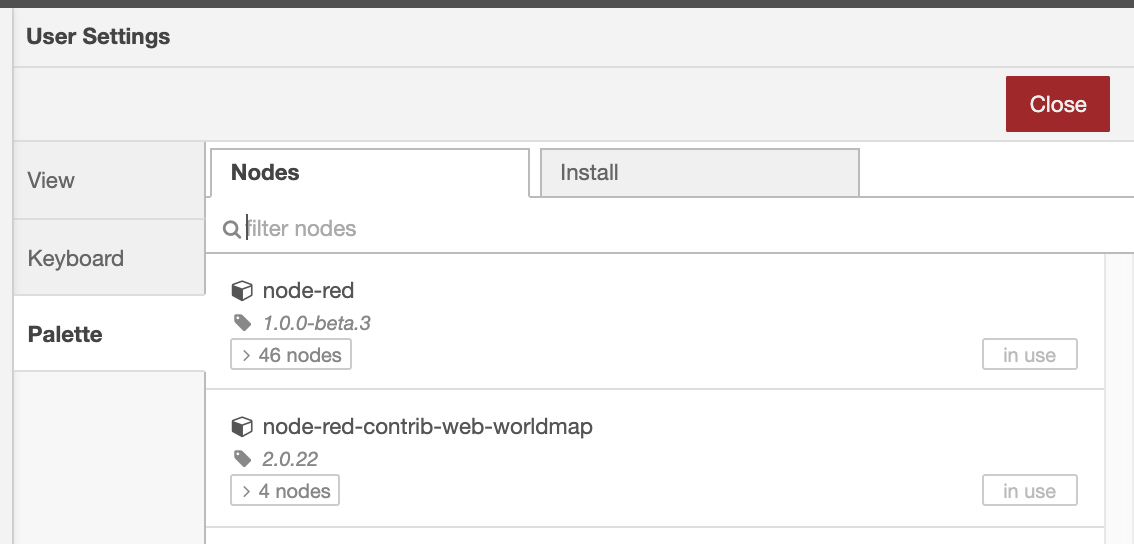 User Settings
Close
View
Keyboard
Palette
Nodes
Install
filter nodes
node-red
1.0.0-beta.3
> 46 nodes
in use
node-red-contrib-web-worldmap
2.0.22
> 4 nodes
in use